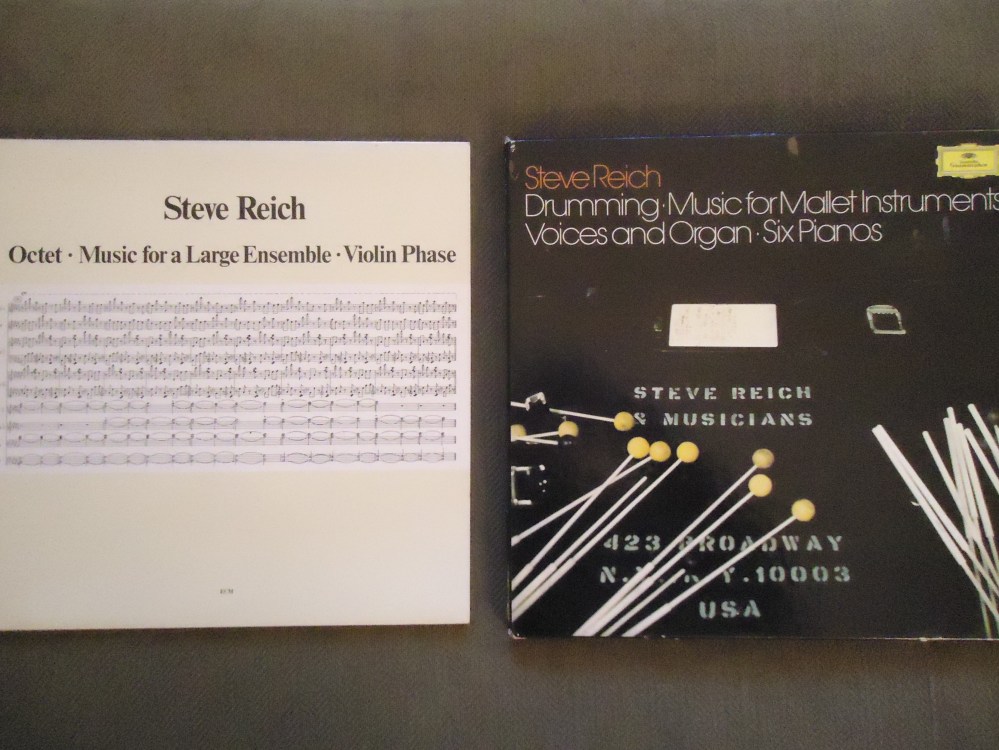 Steve Reich
Octet · Music for a Large Ensemble · Violin Phase
Steve Reich
Drumming · Music for Mallet Instruments
Voices and Organ · Six Pianos
STEVE REICH
& MUSICIANS
423 BROADWAY
N.Y. 10003
USA